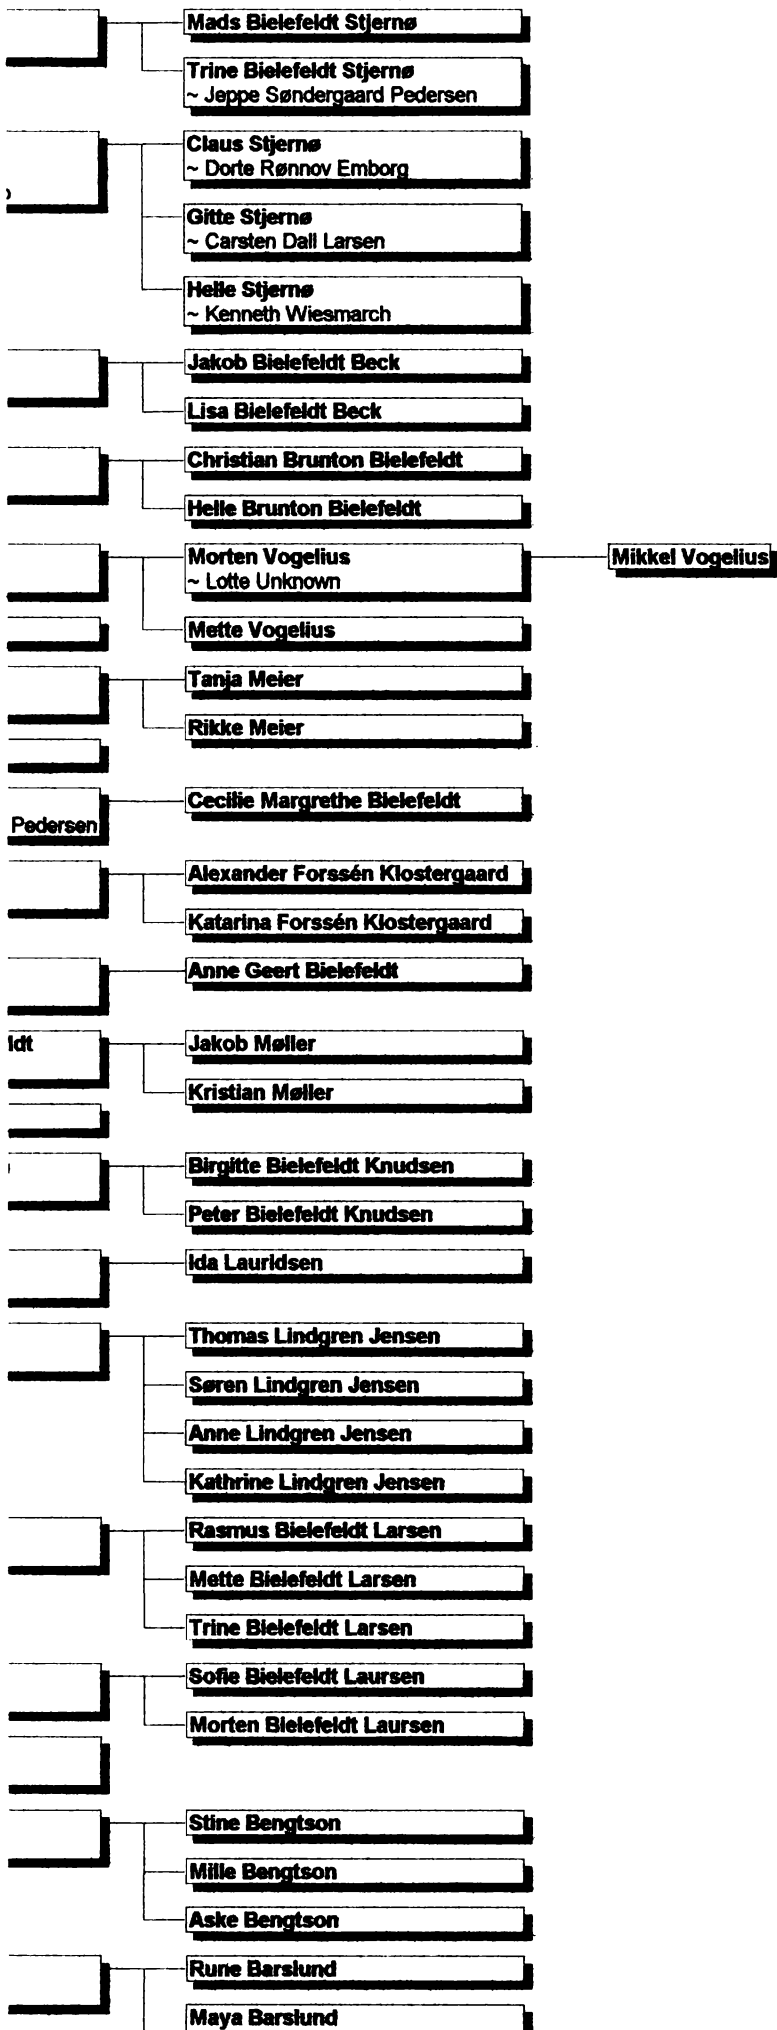 Mads Bielefeldt Stjernø
Trine Bielefeldt Stjernø
~ Jeppe Søndergaard Pedersen
Claus Stjernø
~ Dorte Rønnov Emborg
Gitte Stjernø
~ Carsten Dall Larsen
Helle Stjernø
~ Kenneth Wiesmarch
Jakob Bielefeldt Beck
Lisa Bielefeldt Beck
Christian Brunton Bielefeldt
Helle Brunton Bielefeldt
Morten Vogelius
~ Lotte Unknown
Mikkel Vogelius
Mette Vogelius
Tanja Meier
Rikke Meier
Cecilie Margrethe Bielefeldt
Pedersen
Alexander Forssén Klostergaard
Katarina Forssén Klostergaard
Anne Geert Bielefeldt
ldt
Jakob Møller
Kristian Møller
Birgitte Bielefeldt Knudsen
Peter Bielefeldt Knudsen
Ida Lauridsen
Thomas Lindgren Jensen
Søren Lindgren Jensen
Anne Lindgren Jensen
Kathrine Lindgren Jensen
Rasmus Bielefeldt Larsen
Mette Bielefeldt Larsen
Trine Bielefeldt Larsen
Sofie Bielefeldt Laursen
Morten Bielefeldt Laursen
Stine Bengtson
Mille Bengtson
Aske Bengtson
Rune Barslund
Maya Barslund